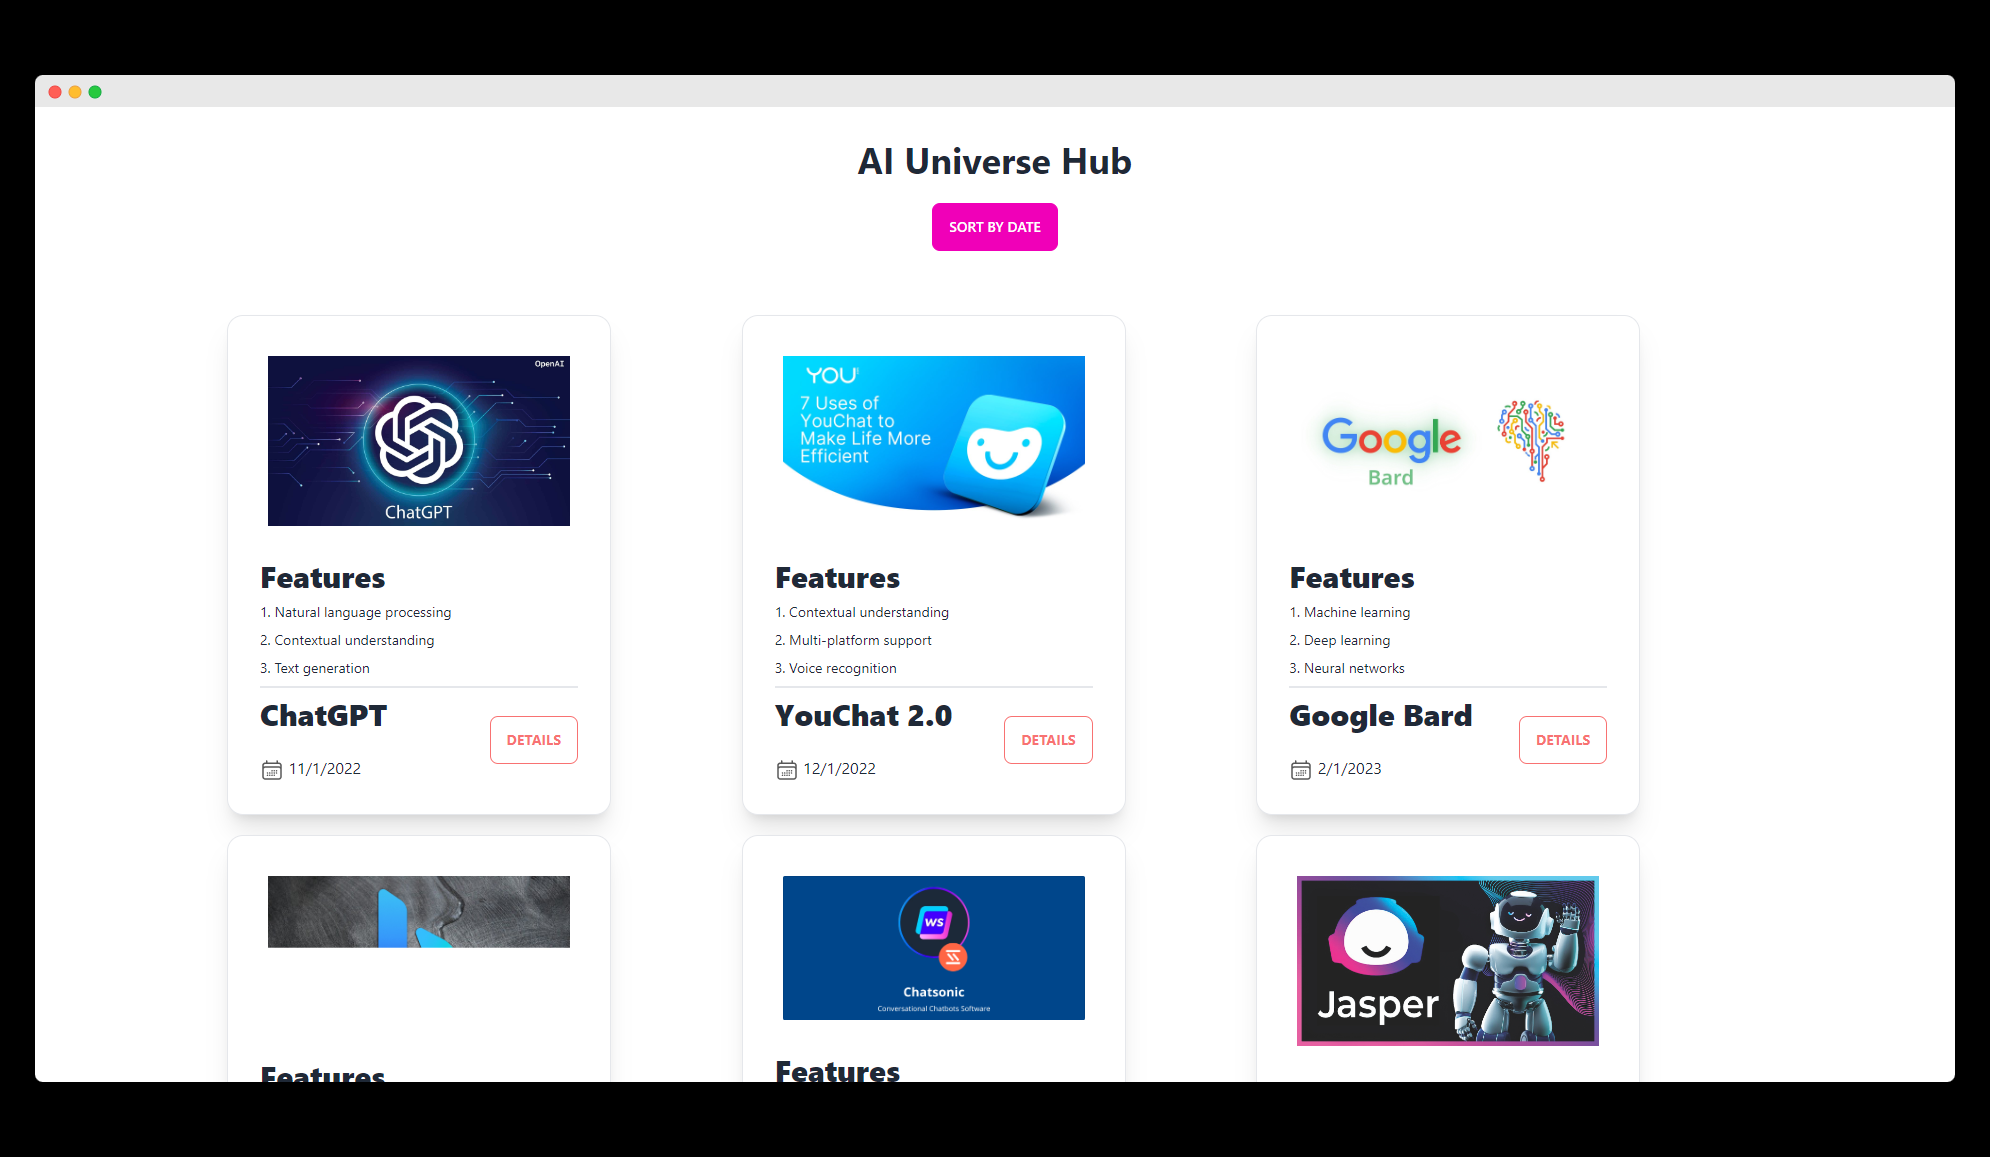 AI Universe Hub
SORT BY DATE
OpenAI
ChatGPT
Features
1. Natural language processing
2. Contextual understanding
3. Text generation
ChatGPT
DETAILS
11/1/2022
YOU
7 Uses of
YouChat to
Make Life More
Efficient
Features
1. Contextual understanding
2. Multi-platform support
3. Voice recognition
YouChat 2.0
DETAILS
12/1/2022
Google
Bard
Features
1. Machine learning
2. Deep learning
3. Neural networks
Google Bard
DETAILS
2/1/2023
Features
WS
Chatsonic
Conversational Chatbots Software
Features
Jasper